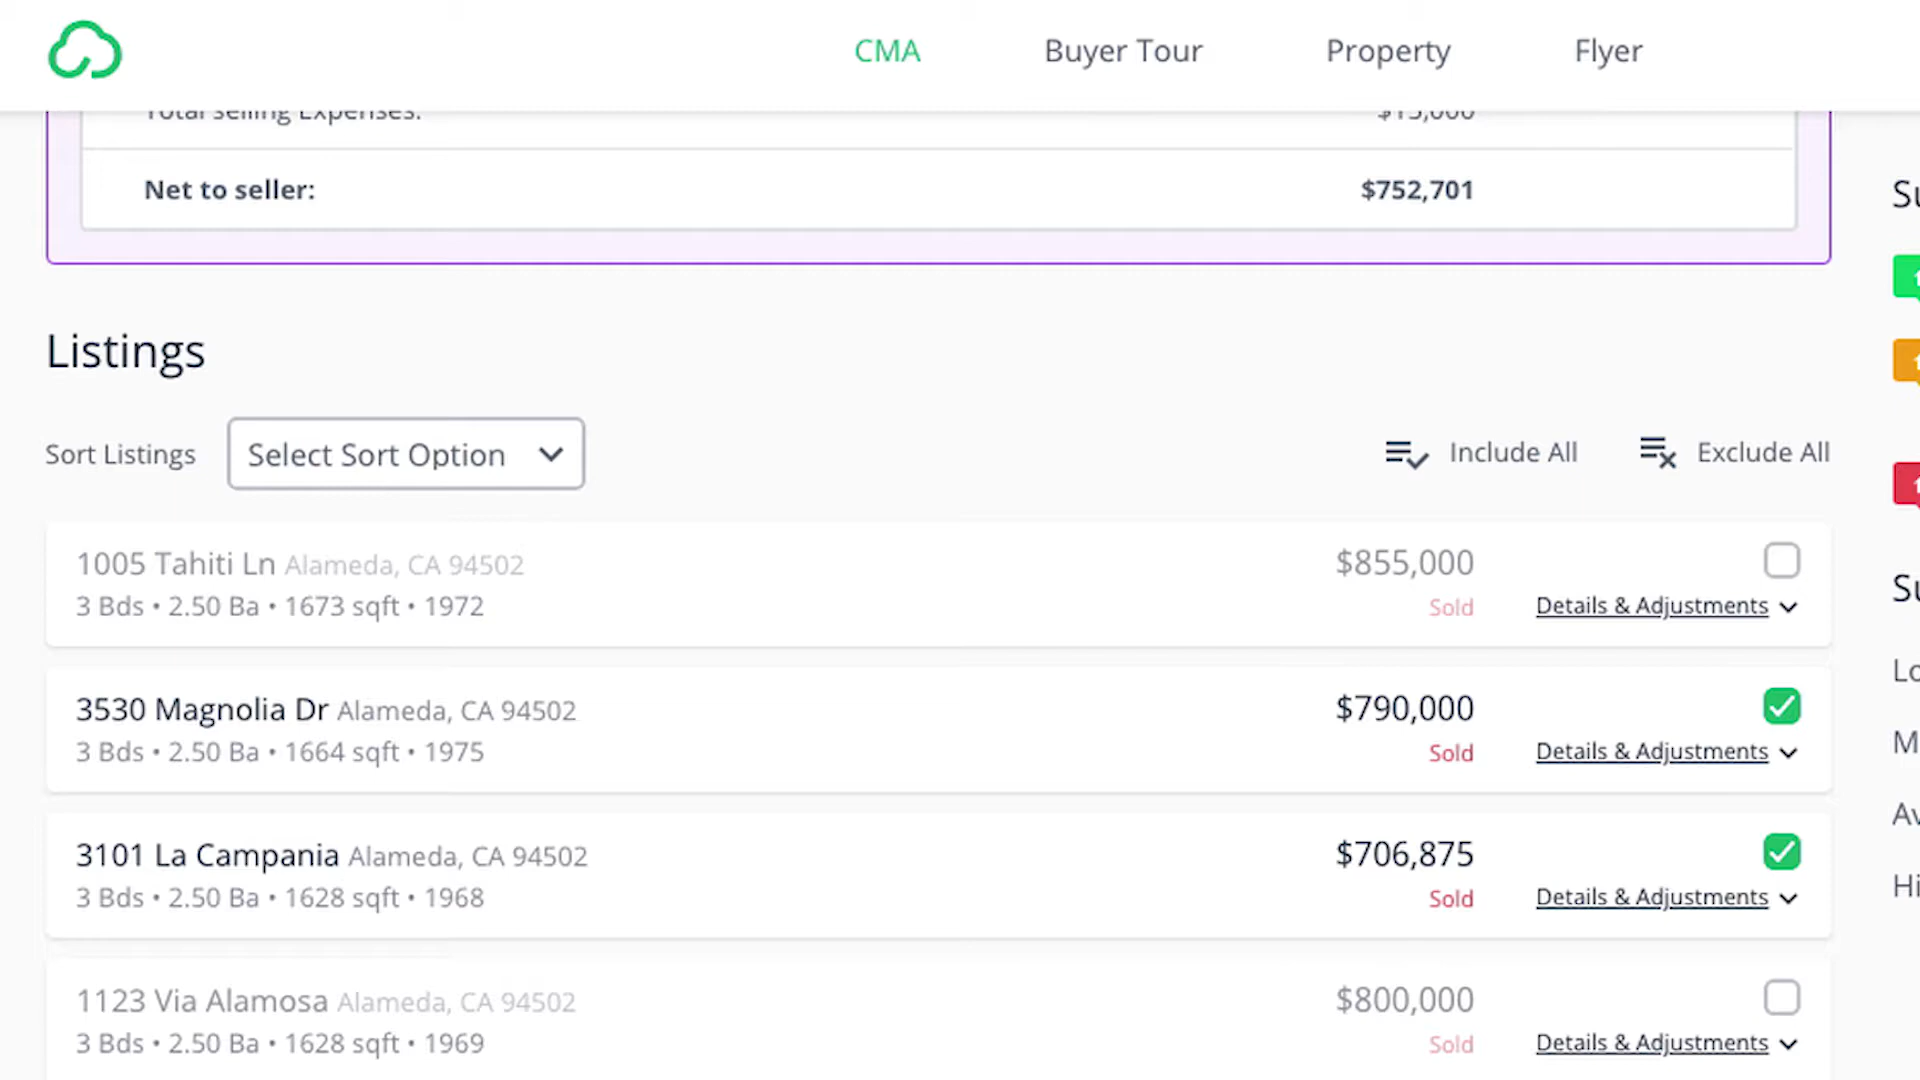 CMA Buyer Tour Property Flyer
Total selling Expenses: $15,000
Net to seller: $752,701
Listings
Sort Listings Select Sort Option Include All Exclude All
1005 Tahiti Ln Alameda, CA 94502 $855,000
3 Bds • 2.50 Ba • 1673 sqft • 1972 Sold Details & Adjustments
3530 Magnolia Dr Alameda, CA 94502 $790,000
3 Bds • 2.50 Ba • 1664 sqft • 1975 Sold Details & Adjustments
3101 La Campania Alameda, CA 94502 $706,875
3 Bds • 2.50 Ba • 1628 sqft • 1968 Sold Details & Adjustments
1123 Via Alamosa Alameda, CA 94502 $800,000
3 Bds • 2.50 Ba • 1628 sqft • 1969 Sold Details & Adjustments